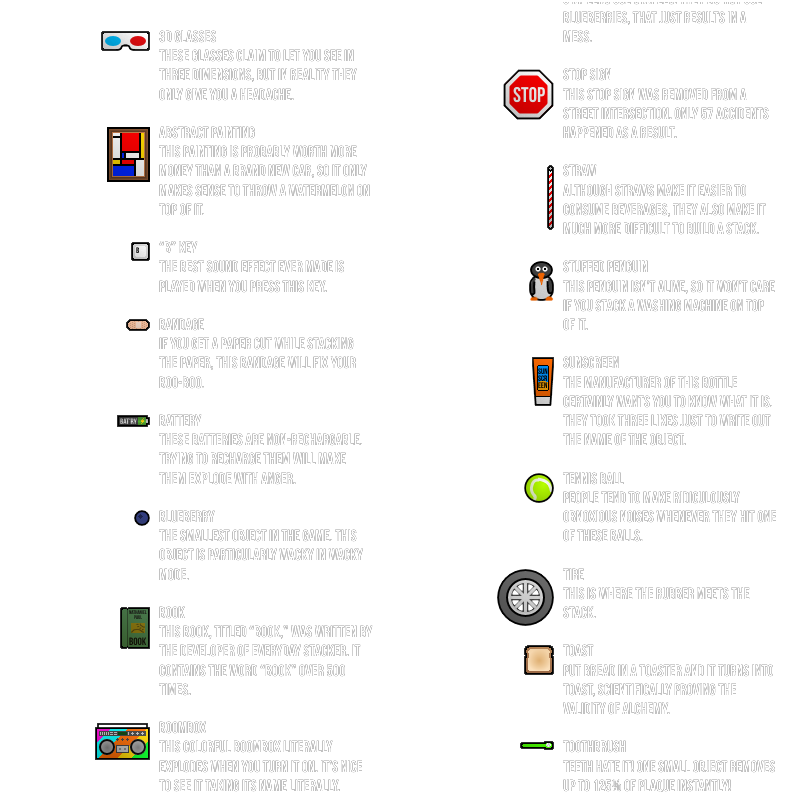 3D GLASSES
THESE GLASSES CLAIM TO LET YOU SEE IN
THREE DIMENSIONS, BUT IN REALITY THEY
ONLY GIVE YOU A HEADACHE.
ABSTRACT PAINTING
THIS PAINTING IS PROBABLY WORTH MORE
MONEY THAN A BRAND NEW CAR, SO IT ONLY
MAKES SENSE TO THROW A WATERMELON ON
TOP OF IT.
B
"B" KEY
THE BEST SOUND EFFECT EVER MADE IS
PLAYED WHEN YOU PRESS THIS KEY.
BANDAGE
IF YOU GET A PAPER CUT WHILE STACKING
THE PAPER, THIS BANDAGE WILL FIX YOUR
BOO-BOO.
BAT'RY
BATTERY
THESE BATTERIES ARE NON-RECHARGABLE.
TRYING TO RECHARGE THEM WILL MAKE
THEM EXPLODE WITH ANGER.
BLUEBERRY
THE SMALLEST OBJECT IN THE GAME. THIS
OBJECT IS PARTICULARLY WACKY IN WACKY
MODE.
BOOK
BOOK
THIS BOOK, TITLED "BOOK," WAS WRITTEN BY
THE DEVELOPER OF EVERYDAY STACKER. IT
CONTAINS THE WORD "BOOK" OVER 500
TIMES.
BOOMBOX
THIS COLORFUL BOOMBOX LITERALLY
EXPLODES WHEN YOU TURN IT ON. IT'S NICE
TO SEE IT TAKING ITS NAME LITERALLY.
BLUEBERRIES, THAT JUST RESULTS IN A
MESS.
STOP
STOP SIGN
THIS STOP SIGN WAS REMOVED FROM A
STREET INTERSECTION. ONLY 57 ACCIDENTS
HAPPENED AS A RESULT.
STRAW
ALTHOUGH STRAWS MAKE IT EASIER TO
CONSUME BEVERAGES, THEY ALSO MAKE IT
MUCH MORE DIFFICULT TO BUILD A STACK.
STUFFED PENGUIN
THIS PENGUIN ISN'T ALIVE, SO IT WON'T CARE
IF YOU STACK A WASHING MACHINE ON TOP
OF IT.
SUN
SCR
EEN
SUNSCREEN
THE MANUFACTURER OF THIS BOTTLE
CERTAINLY WANTS YOU TO KNOW WHAT IT IS.
THEY TOOK THREE LINES JUST TO WRITE OUT
THE NAME OF THE OBJECT.
TENNIS BALL
PEOPLE TEND TO MAKE RIDICULOUSLY
OBNOXIOUS NOISES WHENEVER THEY HIT ONE
OF THESE BALLS.
TIRE
THIS IS WHERE THE RUBBER MEETS THE
STACK.
TOAST
PUT BREAD IN A TOASTER AND IT TURNS INTO
TOAST, SCIENTIFICALLY PROVING THE
VALIDITY OF ALCHEMY.
TOOTHBRUSH
TEETH HATE IT! ONE SMALL OBJECT REMOVES
UP TO 125% OF PLAQUE INSTANTLY!